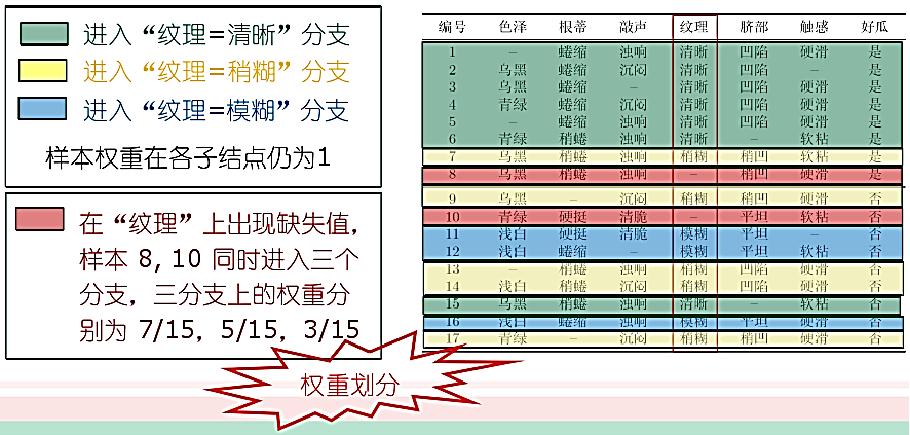 进入“纹理=清晰”分支
进入“纹理=稍糊”分支
进入“纹理=模糊”分支
样本权重在各子结点仍为1
在“纹理”上出现缺失值，
样本 8, 10 同时进入三个
分支，三分支上的权重分
别为 7/15，5/15，3/15
权重划分
编号 色泽 根蒂 敲声 纹理 脐部 触感 好瓜
1 – 蜷缩 浊响 清晰 凹陷 硬滑 是
2 乌黑 蜷缩 沉闷 清晰 凹陷 – 是
3 乌黑 蜷缩 – 清晰 凹陷 硬滑 是
4 青绿 蜷缩 沉闷 清晰 凹陷 硬滑 是
5 – 蜷缩 浊响 清晰 凹陷 硬滑 是
6 青绿 稍蜷 浊响 清晰 – 软粘 是
7 乌黑 稍蜷 浊响 稍糊 稍凹 软粘 是
8 乌黑 稍蜷 浊响 – 稍凹 硬滑 是
9 乌黑 – 沉闷 稍糊 稍凹 硬滑 否
10 青绿 硬挺 清脆 – 平坦 软粘 否
11 浅白 硬挺 清脆 模糊 平坦 – 否
12 浅白 蜷缩 – 模糊 平坦 软粘 否
13 – 稍蜷 浊响 稍糊 凹陷 硬滑 否
14 浅白 稍蜷 沉闷 稍糊 凹陷 硬滑 否
15 乌黑 稍蜷 浊响 清晰 – 软粘 否
16 浅白 蜷缩 浊响 模糊 平坦 硬滑 否
17 青绿 – 沉闷 稍糊 稍凹 硬滑 否